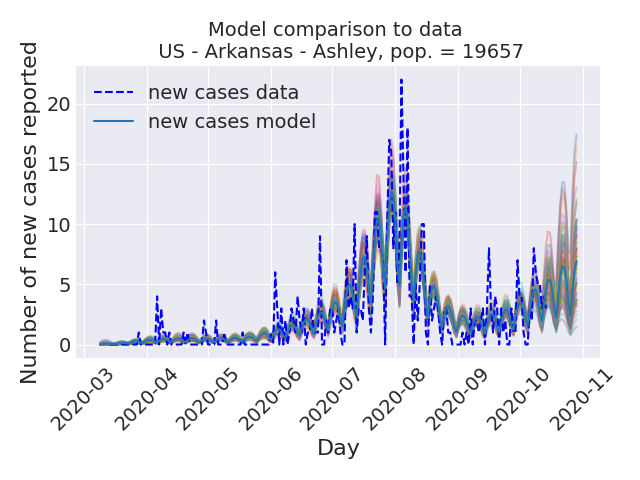 Model comparison to data
US - Arkansas - Ashley, pop. = 19657
new cases data
new cases model
Number of new cases reported
20
15
10
5
0
2020-03
2020-04
2020-05
2020-06
2020-07
2020-08
2020-09
2020-10
2020-11
Day